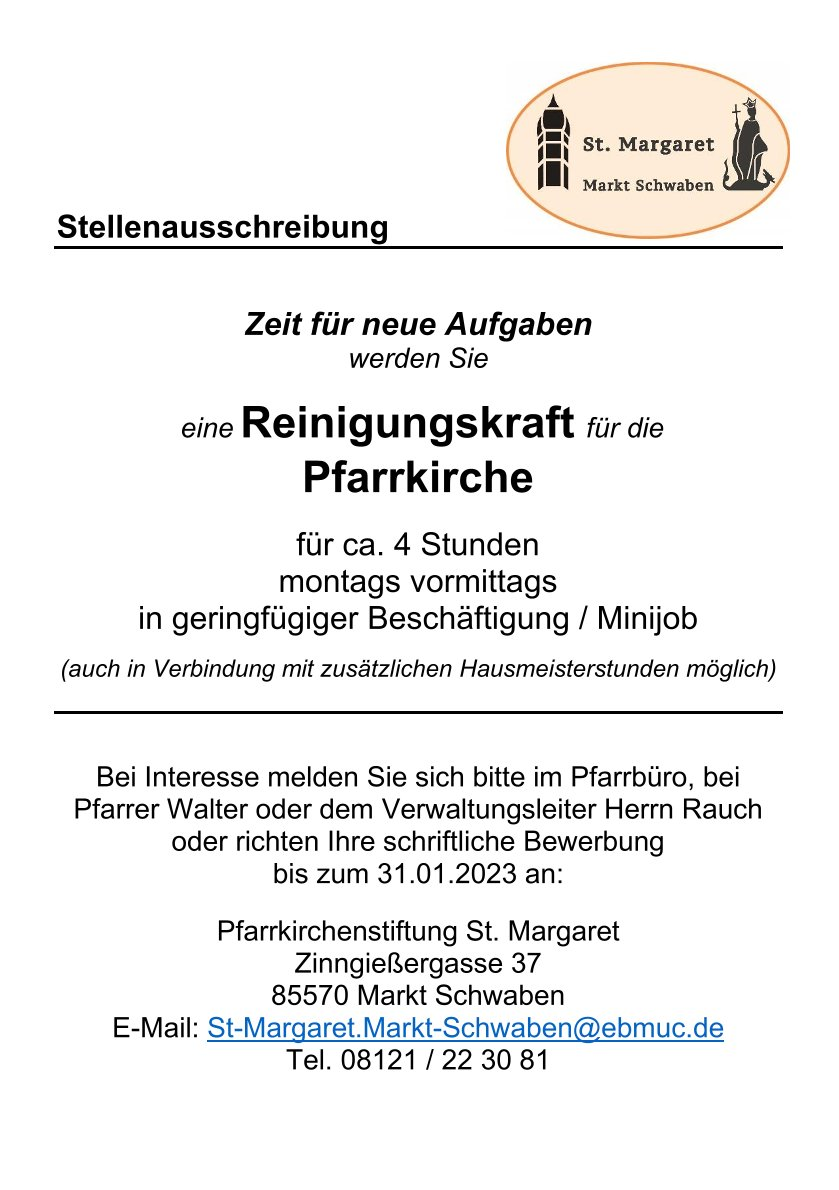 St. Margaret
Markt Schwaben
Stellenausschreibung
Zeit für neue Aufgaben
werden Sie
eine Reinigungskraft für die
Pfarrkirche
für ca. 4 Stunden
montags vormittags
in geringfügiger Beschäftigung / Minijob
(auch in Verbindung mit zusätzlichen Hausmeisterstunden möglich)
Bei Interesse melden Sie sich bitte im Pfarrbüro, bei
Pfarrer Walter oder dem Verwaltungsleiter Herrn Rauch
oder richten Ihre schriftliche Bewerbung
bis zum 31.01.2023 an:
Pfarrkirchenstiftung St. Margaret
Zinngießergasse 37
85570 Markt Schwaben
E-Mail: St-Margaret.Markt-Schwaben@ebmuc.de
Tel. 08121 / 22 30 81